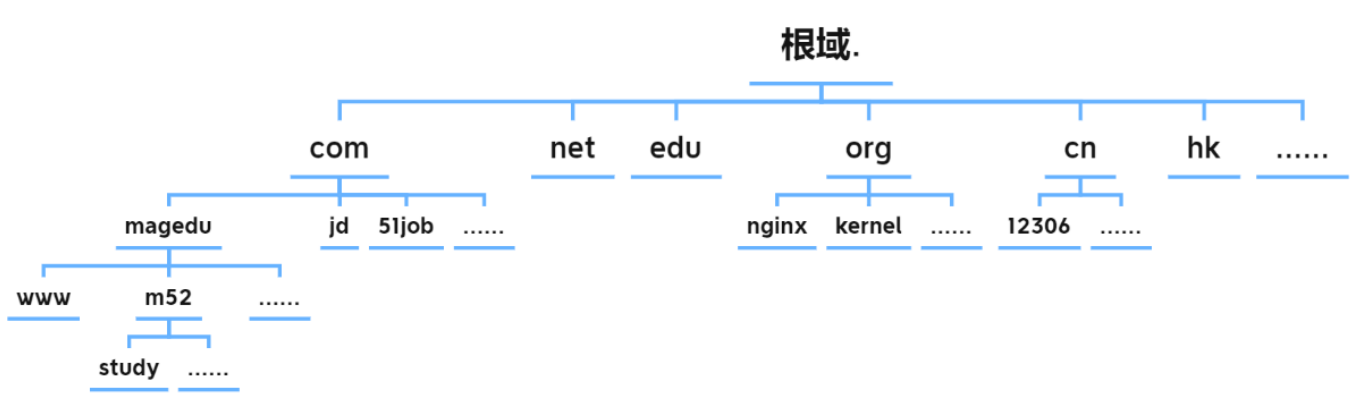 根域.
com net edu org cn hk ……
magedu jd 51job …… nginx kernel …… 12306 ……
www m52 ……
study ……